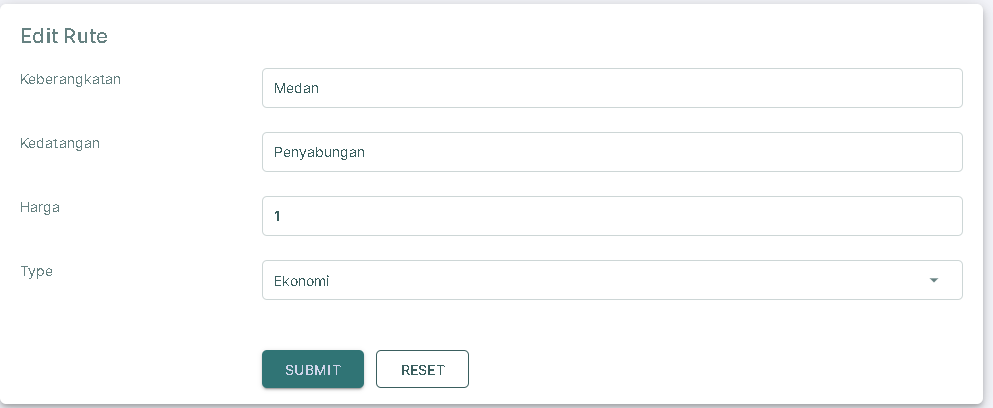 Edit Rute
Keberangkatan
Medan
Kedatangan
Penyabungan
Harga
1
Type
Ekonomi
SUBMIT
RESET